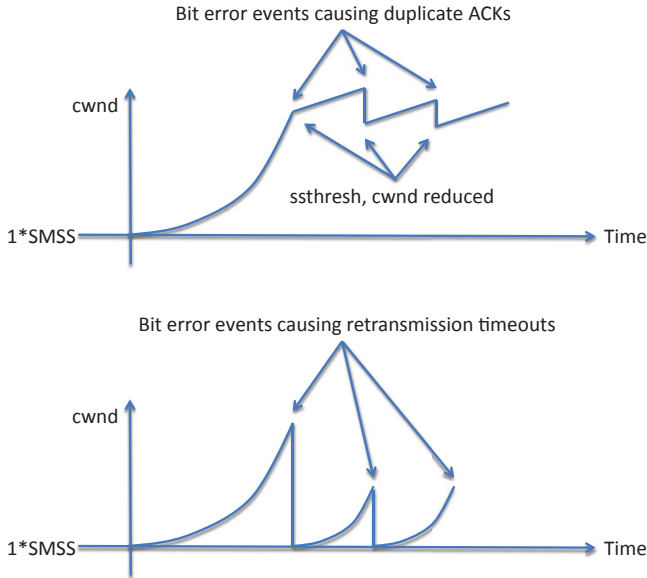 Bit error events causing duplicate ACKs
cwnd
ssthresh, cwnd reduced
1*SMSS
Time
Bit error events causing retransmission timeouts
cwnd
1*SMSS
Time